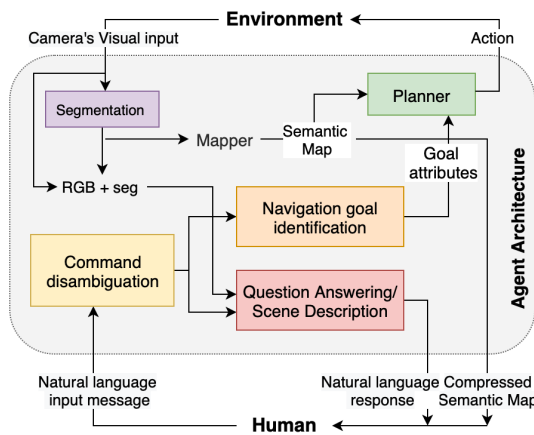 Environment
Camera's Visual input
Action
Segmentation
Planner
Mapper
Semantic
Map
Goal
attributes
RGB + seg
Navigation goal
identification
Command
disambiguation
Question Answering/
Scene Description
Agent Architecture
Natural language
input message
Natural language
response
Compressed
Semantic Map
Human